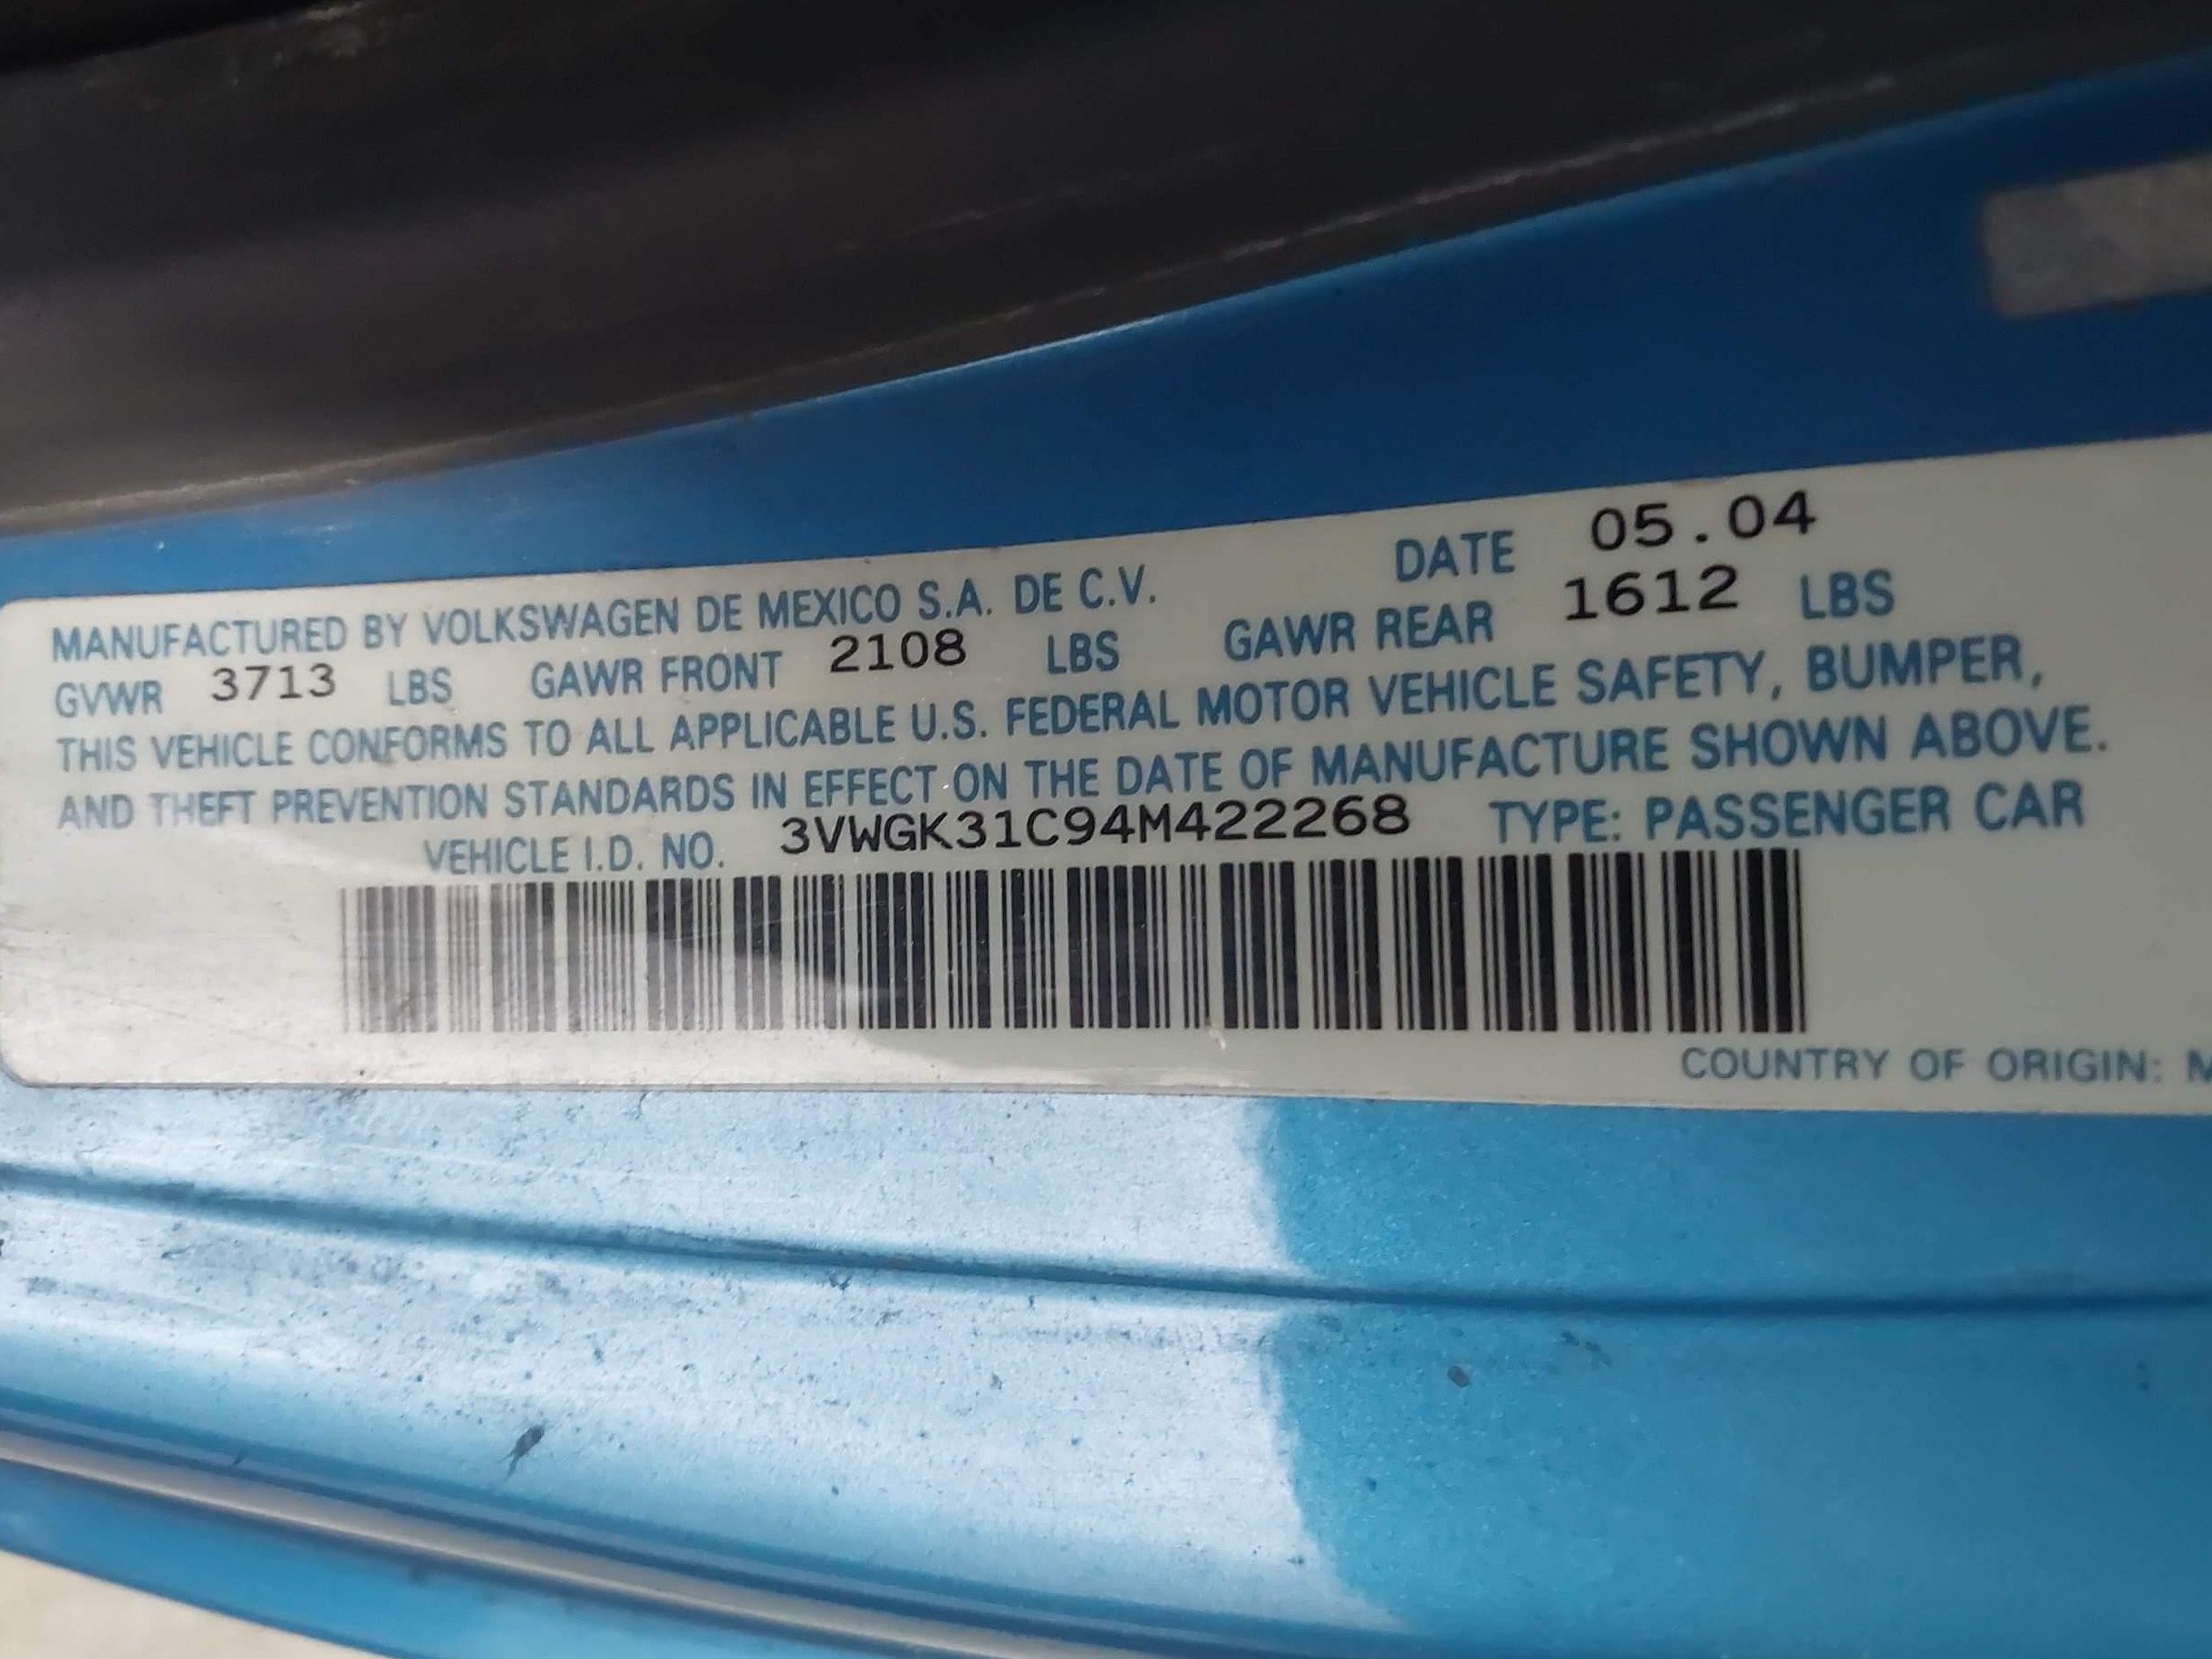 MANUFACTURED BY VOLKSWAGEN DE MEXICO S.A. DE C.V. DATE 05.04
GVWR 3713 LBS GAWR FRONT 2108 LBS GAWR REAR 1612 LBS
THIS VEHICLE CONFORMS TO ALL APPLICABLE U.S. FEDERAL MOTOR VEHICLE SAFETY, BUMPER,
AND THEFT PREVENTION STANDARDS IN EFFECT ON THE DATE OF MANUFACTURE SHOWN ABOVE.
VEHICLE I.D. NO. 3VWGK31C94M422268 TYPE: PASSENGER CAR
COUNTRY OF ORIGIN: